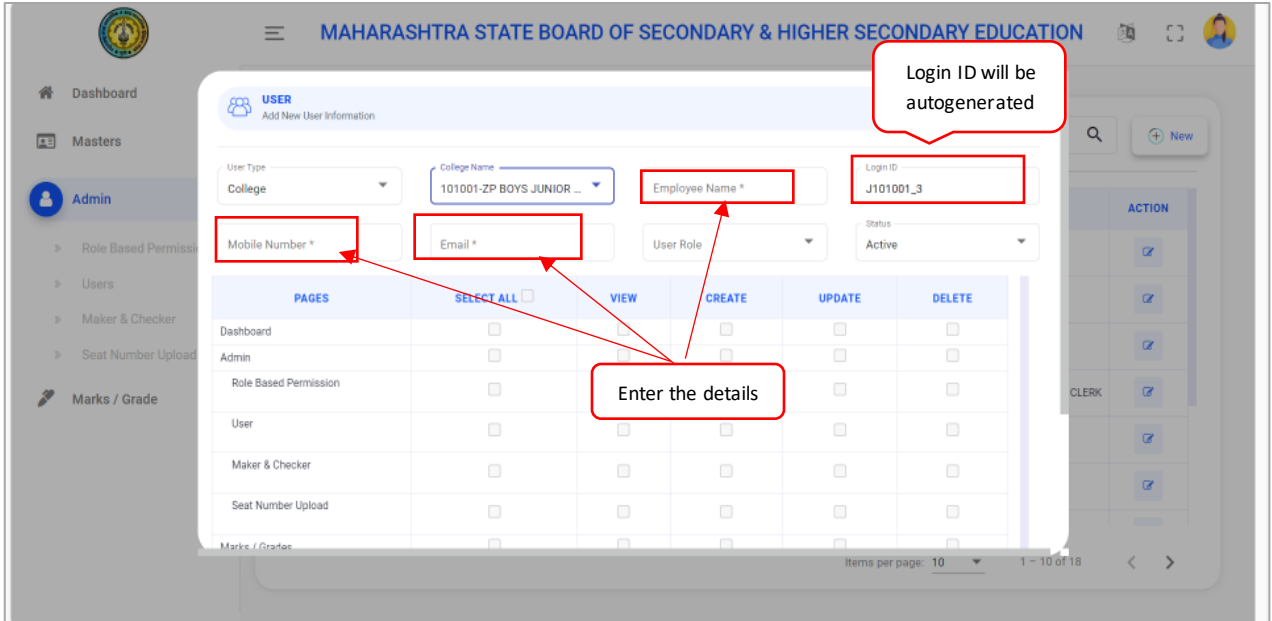 MAHARASHTRA STATE BOARD OF SECONDARY & HIGHER SECONDARY EDUCATION
Login ID will be
autogenerated
Dashboard
Masters
Admin
Role Based Permissi
Users
Maker & Checker
Seat Number Upload
Marks / Grade
USER
Add New User Information
New
User Type
College
College Name
101001-ZP BOYS JUNIOR ...
Employee Name *
Login ID
J101001_3
Mobile Number *
Email *
User Role
Status
Active
ACTION
PAGES SELECT ALL VIEW CREATE UPDATE DELETE
Dashboard
Admin
Role Based Permission
User
Maker & Checker
Seat Number Upload
Marks / Grades
Enter the details
CLERK
Items per page: 10 1 – 10 of 18